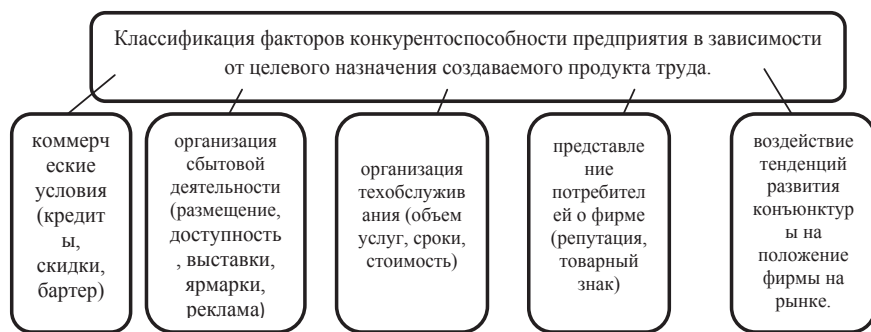 Классификация факторов конкурентоспособности предприятия в зависимости
от целевого назначения создаваемого продукта труда.
коммерч
еские
условия
(кредит
ы,
скидки,
бартер)
организация
сбытовой
деятельности
(размещение,
доступность
, выставки,
ярмарки,
реклама)
организация
техобслужив
ания (объем
услуг, сроки,
стоимость)
представле
ние
потребител
ей о фирме
(репутация,
товарный
знак)
воздействие
тенденций
развития
конъюнктур
ы на
положение
фирмы на
рынке.